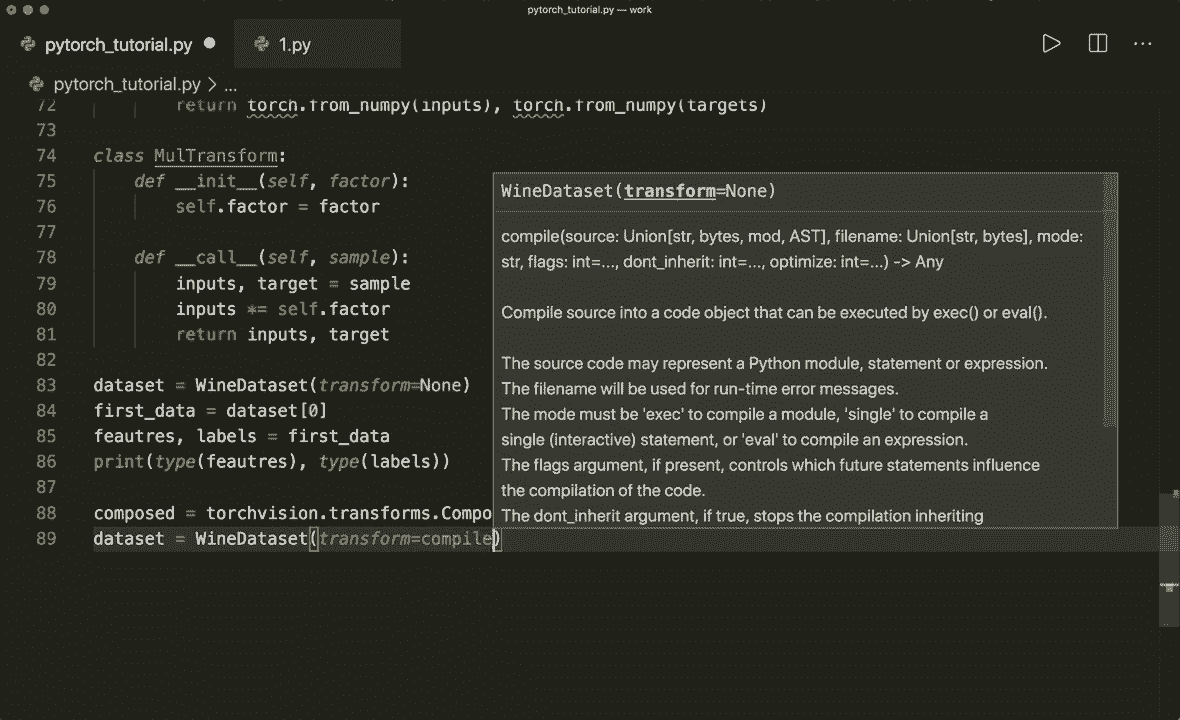 pytorch_tutorial.py — work
pytorch_tutorial.py ● 1.py ...
pytorch_tutorial.py > ...
72 return torch.from_numpy(inputs), torch.from_numpy(targets)
73
74 class MulTransform:
75 def __init__(self, factor):
76 self.factor = factor
77
78 def __call__(self, sample):
79 inputs, target = sample
80 inputs *= self.factor
81 return inputs, target
82
83 dataset = WineDataset(transform=None)
84 first_data = dataset[0]
85 feautres, labels = first_data
86 print(type(feautres), type(labels))
87
88 composed = torchvision.transforms.Compo
89 dataset = WineDataset(transform=compile)
WineDataset(transform=None)
compile(source: Union[str, bytes, mod, AST], filename: Union[str, bytes], mode:
str, flags: int=..., dont_inherit: int=..., optimize: int=...) -> Any
Compile source into a code object that can be executed by exec() or eval().
The source code may represent a Python module, statement or expression.
The filename will be used for run-time error messages.
The mode must be 'exec' to compile a module, 'single' to compile a
single (interactive) statement, or 'eval' to compile an expression.
The flags argument, if present, controls which future statements influence
the compilation of the code.
The dont_inherit argument, if true, stops the compilation inheriting